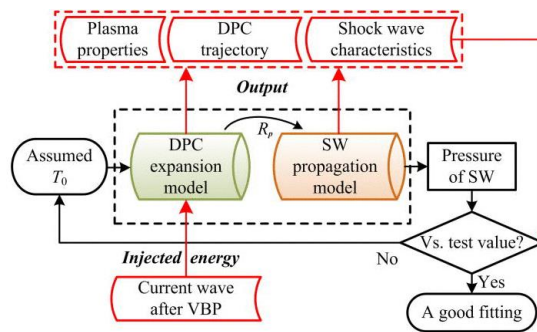 Plasma
properties
DPC
trajectory
Shock wave
characteristics
Output
Assumed
T0
DPC
expansion
model
Rp
SW
propagation
model
Pressure
of SW
Injected energy
No
Vs. test value?
Yes
Current wave
after VBP
A good fitting